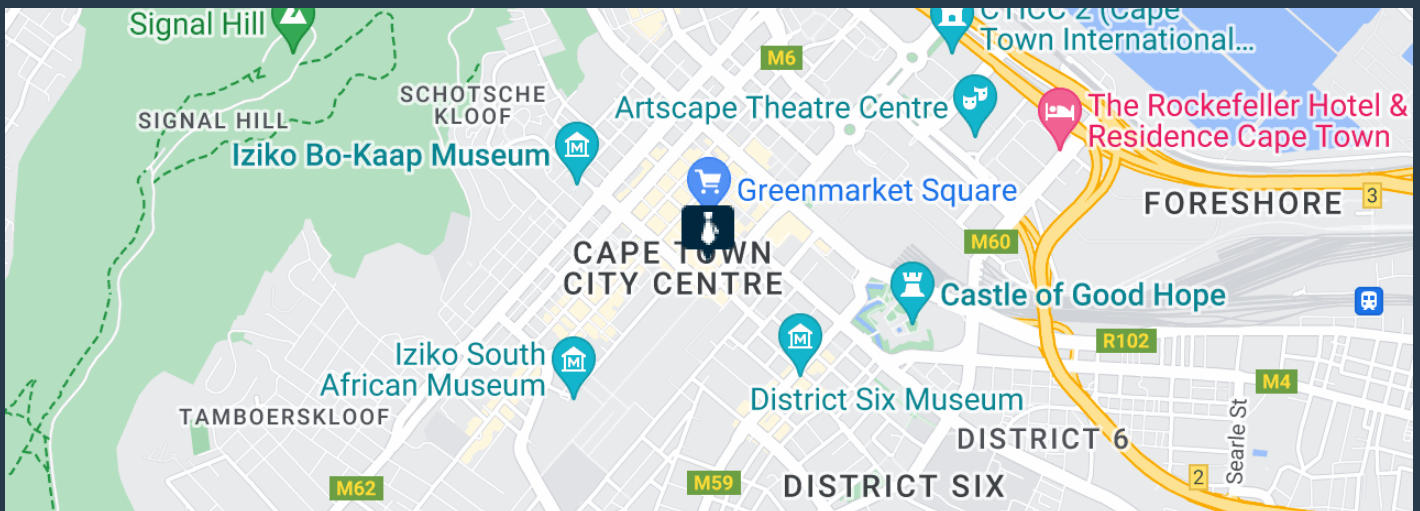 Signal Hill
CTICC 2 (Cape
Town International...
M6
SCHOTSCHE
KLOOF
Artscape Theatre Centre
The Rockefeller Hotel &
Residence Cape Town
SIGNAL HILL
Iziko Bo-Kaap Museum
Greenmarket Square
FORESHORE
3
M60
CAPE TOWN
CITY CENTRE
Castle of Good Hope
R102
Iziko South
African Museum
M4
District Six Museum
TAMBOERSKLOOF
Searle St
DISTRICT 6
2
M62
M59
DISTRICT SIX